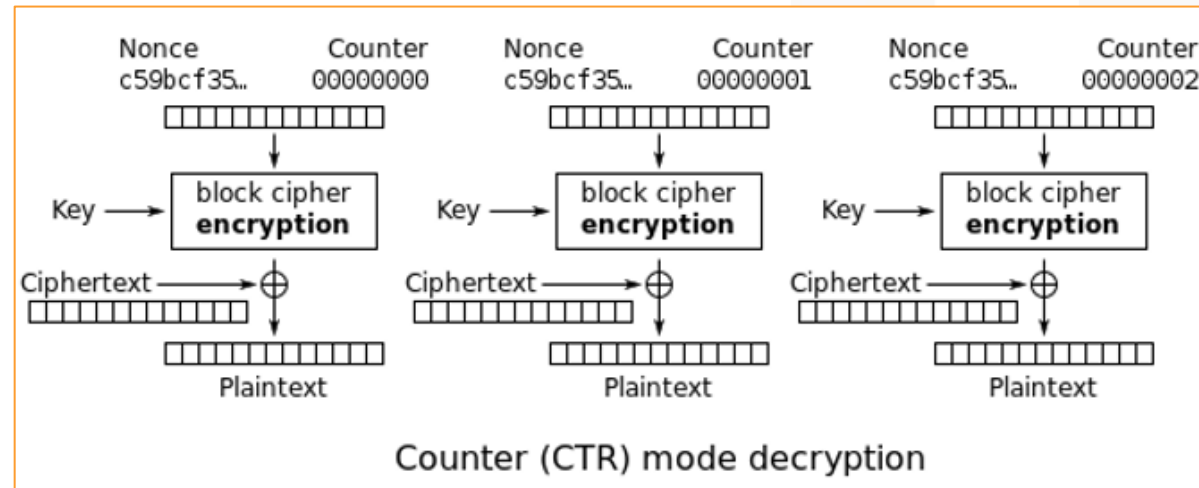 Nonce Counter Nonce Counter Nonce Counter
c59bcf35… 00000000 c59bcf35… 00000001 c59bcf35… 00000002
block cipher block cipher block cipher
Key Key Key
encryption encryption encryption
Ciphertext Ciphertext Ciphertext
Plaintext Plaintext Plaintext
Counter (CTR) mode decryption